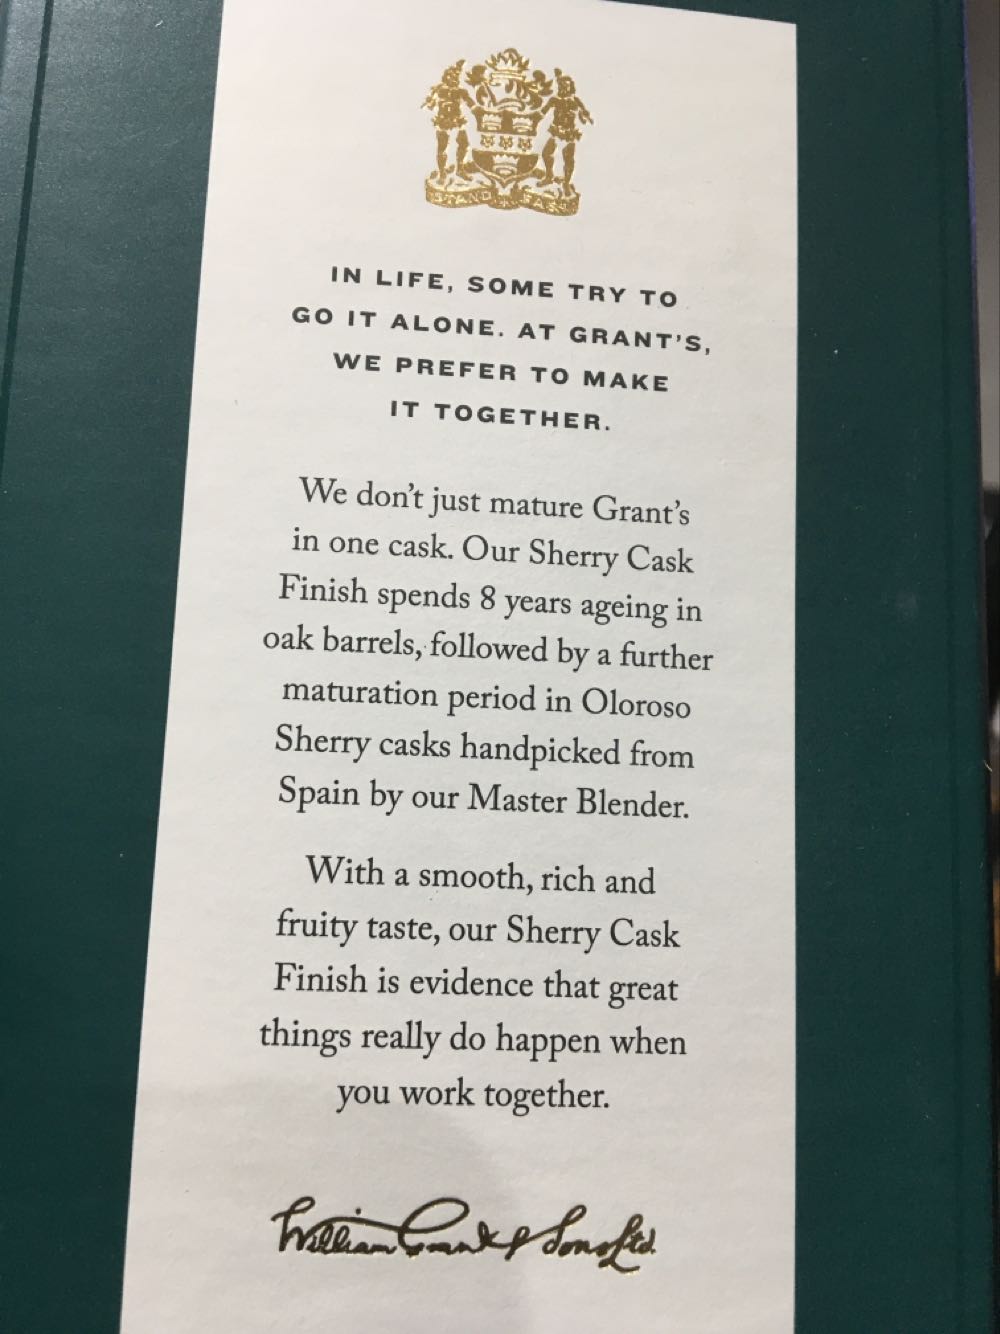 STAND FAST
IN LIFE, SOME TRY TO
GO IT ALONE. AT GRANT'S,
WE PREFER TO MAKE
IT TOGETHER.
We don't just mature Grant's
in one cask. Our Sherry Cask
Finish spends 8 years ageing in
oak barrels, followed by a further
maturation period in Oloroso
Sherry casks handpicked from
Spain by our Master Blender.
With a smooth, rich and
fruity taste, our Sherry Cask
Finish is evidence that great
things really do happen when
you work together.
William Grant & Sons Ltd.